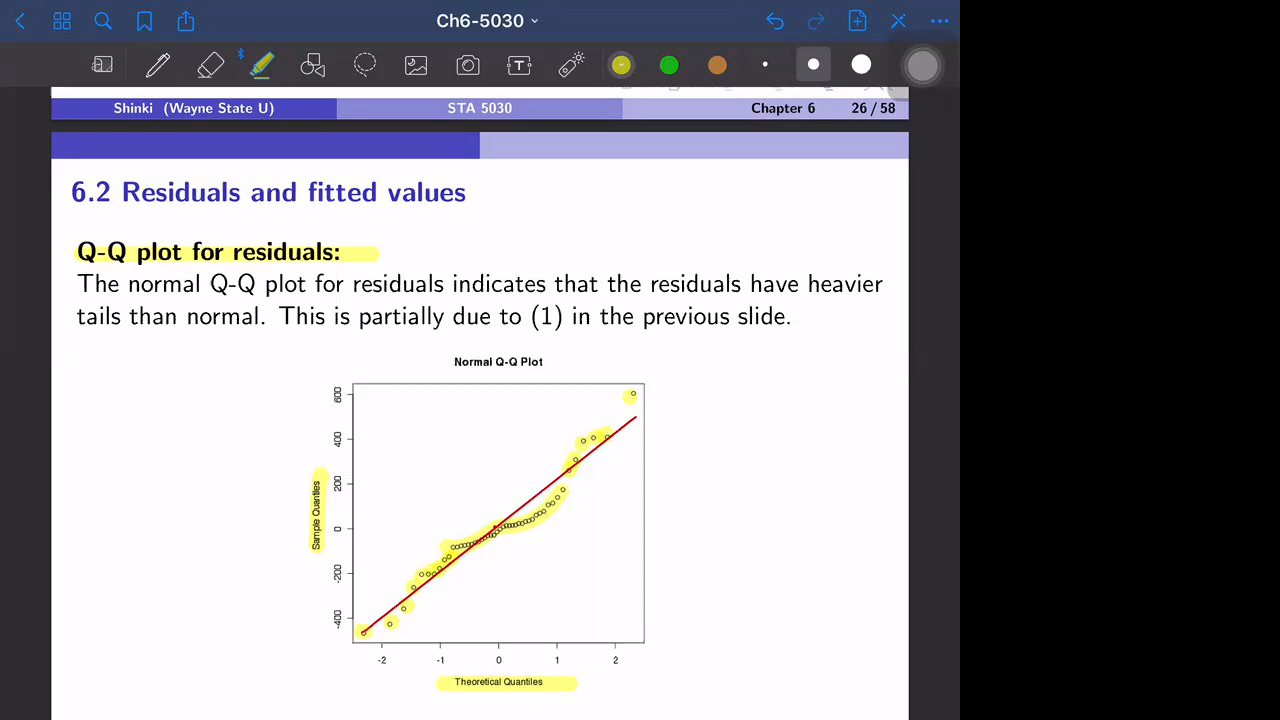 Ch6-5030
Shinki (Wayne State U)
STA 5030
Chapter 6
26 / 58
6.2 Residuals and fitted values
Q-Q plot for residuals:
The normal Q-Q plot for residuals indicates that the residuals have heavier
tails than normal. This is partially due to (1) in the previous slide.
Normal Q-Q Plot
600
400
200
0
-200
-400
Sample Quantiles
-2 -1 0 1 2
Theoretical Quantiles